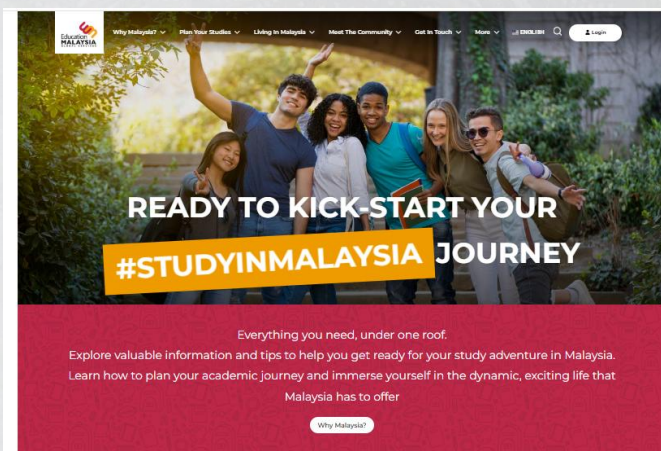 Education
MALAYSIA
GLOBAL SERVICES
Why Malaysia? Plan Your Studies Living In Malaysia Meet The Community Get In Touch More ENGLISH Login
READY TO KICK-START YOUR
#STUDYINMALAYSIA JOURNEY
Everything you need, under one roof.
Explore valuable information and tips to help you get ready for your study adventure in Malaysia.
Learn how to plan your academic journey and immerse yourself in the dynamic, exciting life that
Malaysia has to offer
Why Malaysia?